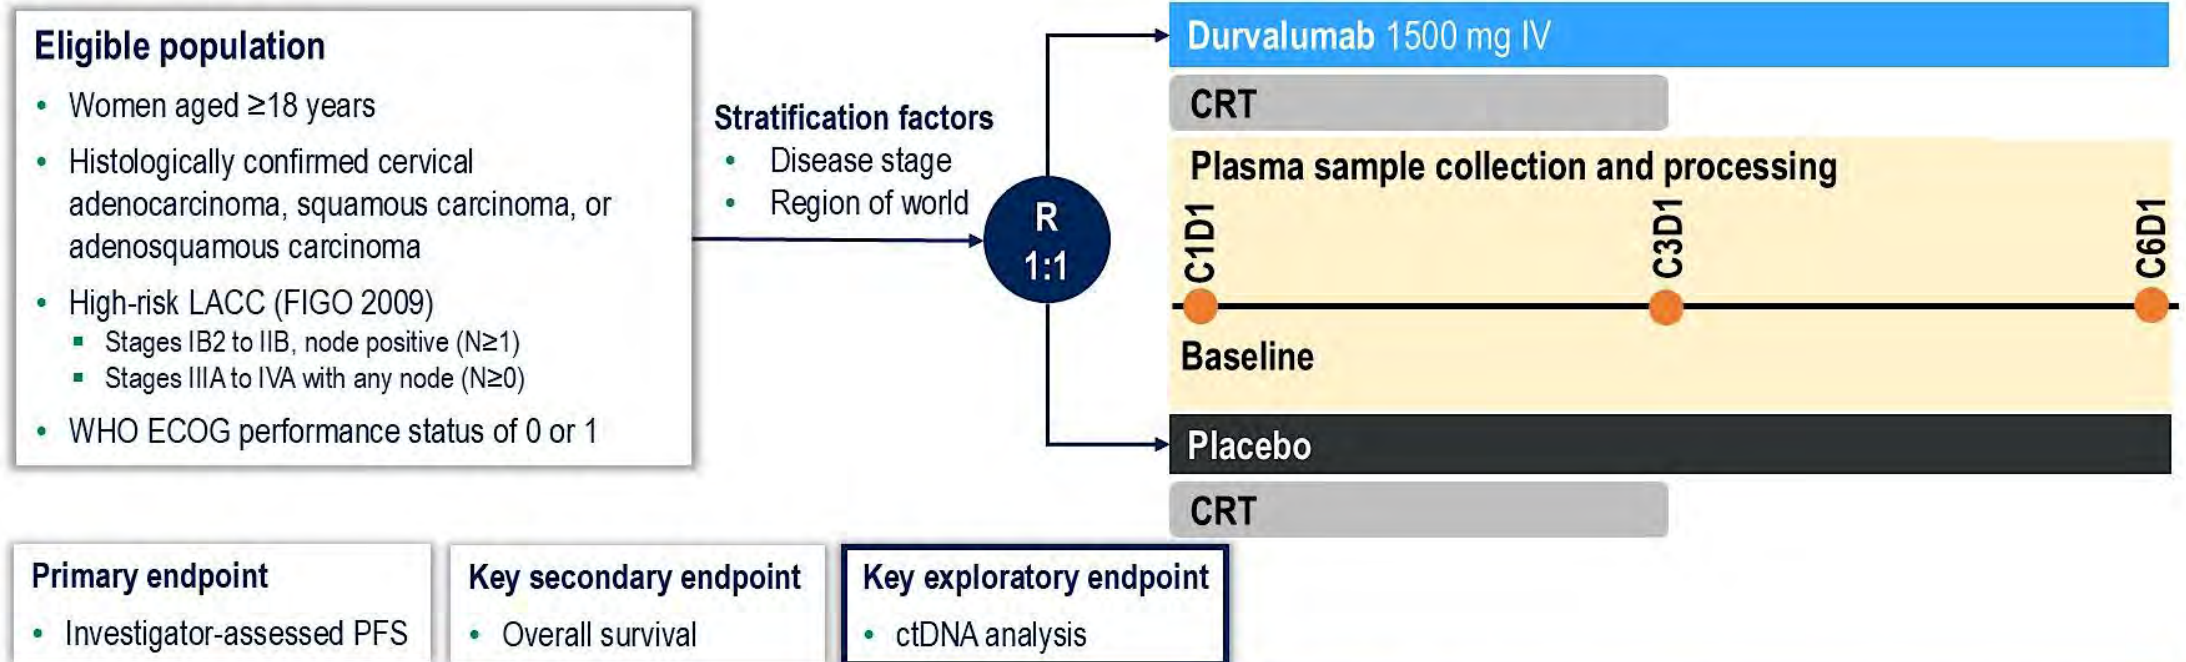 Eligible population
• Women aged ≥18 years
• Histologically confirmed cervical
adenocarcinoma, squamous carcinoma, or
adenosquamous carcinoma
• High-risk LACC (FIGO 2009)
▪ Stages IB2 to IIB, node positive (N≥1)
▪ Stages IIIA to IVA with any node (N≥0)
• WHO ECOG performance status of 0 or 1
Stratification factors
• Disease stage
• Region of world
R
1:1
Durvalumab 1500 mg IV
CRT
Plasma sample collection and processing
C1D1
C3D1
C6D1
Baseline
Placebo
CRT
Primary endpoint
• Investigator-assessed PFS
Key secondary endpoint
• Overall survival
Key exploratory endpoint
• ctDNA analysis